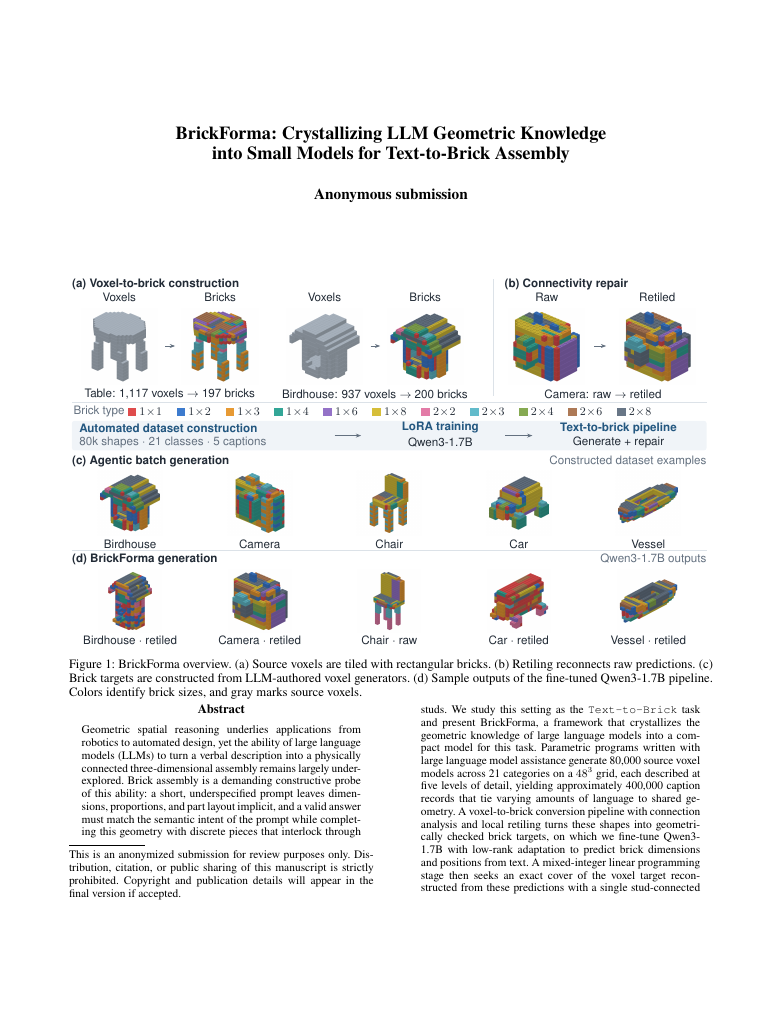 BrickForma: Crystallizing LLM Geometric Knowledge
into Small Models for Text-to-Brick Assembly
Anonymous submission
(a) Voxel-to-brick construction
Voxels
Bricks
Voxels
Bricks
Table: 1,117 voxels → 197 bricks
Birdhouse: 937 voxels → 200 bricks
(b) Connectivity repair
Raw
Retiled
Camera: raw → retiled
Brick type 1×1 1×2 1×3 1×4 1×6 1×8 2×2 2×3 2×4 2×6 2×8
Automated dataset construction
80k shapes · 21 classes · 5 captions
LoRA training
Qwen3-1.7B
Text-to-brick pipeline
Generate + repair
(c) Agentic batch generation
Constructed dataset examples
Birdhouse
Camera
Chair
Car
Vessel
(d) BrickForma generation
Qwen3-1.7B outputs
Birdhouse · retiled
Camera · retiled
Chair · raw
Car · retiled
Vessel · retiled
Figure 1: BrickForma overview. (a) Source voxels are tiled with rectangular bricks. (b) Retiling reconnects raw predictions. (c)
Brick targets are constructed from LLM-authored voxel generators. (d) Sample outputs of the fine-tuned Qwen3-1.7B pipeline.
Colors identify brick sizes, and gray marks source voxels.
Abstract
Geometric spatial reasoning underlies applications from
robotics to automated design, yet the ability of large language
models (LLMs) to turn a verbal description into a physically
connected three-dimensional assembly remains largely under-
explored. Brick assembly is a demanding constructive probe
of this ability: a short, underspecified prompt leaves dimen-
sions, proportions, and part layout implicit, and a valid answer
must match the semantic intent of the prompt while complet-
ing this geometry with discrete pieces that interlock through
This is an anonymized submission for review purposes only. Dis-
tribution, citation, or public sharing of this manuscript is strictly
prohibited. Copyright and publication details will appear in the
final version if accepted.
studs. We study this setting as the Text-to-Brick task
and present BrickForma, a framework that crystallizes the
geometric knowledge of large language models into a com-
pact model for this task. Parametric programs written with
large language model assistance generate 80,000 source voxel
models across 21 categories on a 48³ grid, each described at
five levels of detail, yielding approximately 400,000 caption
records that tie varying amounts of language to shared ge-
ometry. A voxel-to-brick conversion pipeline with connection
analysis and local retiling turns these shapes into geometri-
cally checked brick targets, on which we fine-tune Qwen3-
1.7B with low-rank adaptation to predict brick dimensions
and positions from text. A mixed-integer linear programming
stage then seeks an exact cover of the voxel target recon-
structed from these predictions with a single stud-connected